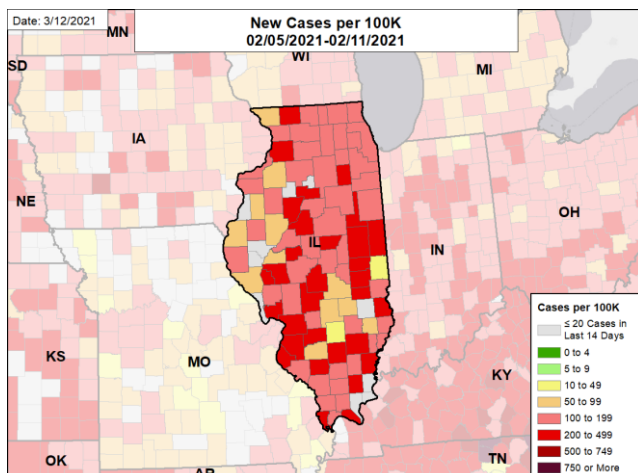 Date: 3/12/2021
New Cases per 100K
02/05/2021-02/11/2021
MN
SD
WI
MI
IA
NE
IL
IN
OH
KS
MO
KY
OK
AR
TN
Cases per 100K
≤ 20 Cases in
Last 14 Days
0 to 4
5 to 9
10 to 49
50 to 99
100 to 199
200 to 499
500 to 749
750 or More